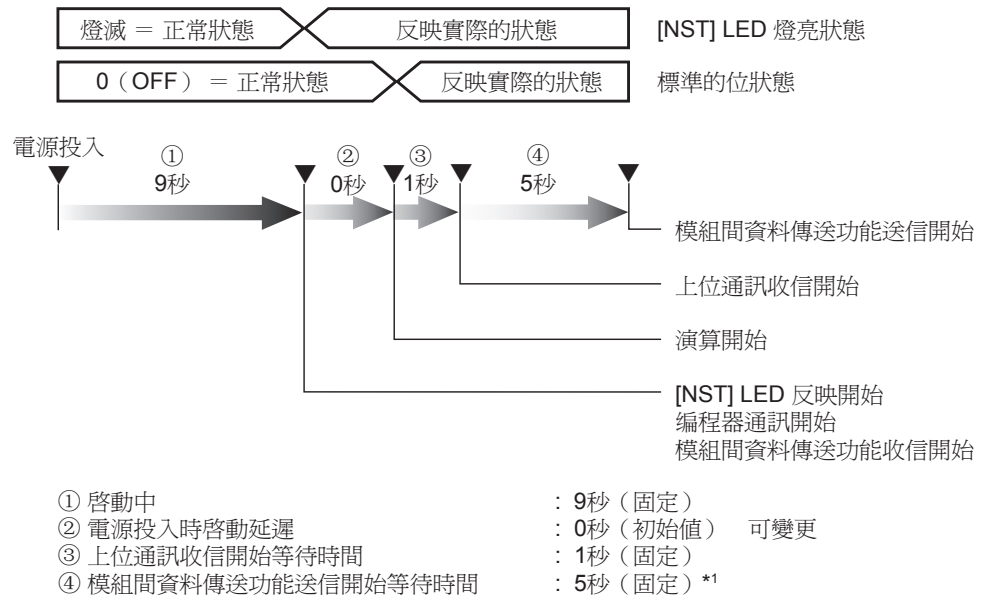 燈滅 ＝ 正常狀態 反映實際的狀態 [NST] LED 燈亮狀態
0（OFF） ＝ 正常狀態 反映實際的狀態 標準的位狀態
電源投入
① ② ③ ④
9秒 0秒 1秒 5秒
模組間資料傳送功能送信開始
上位通訊收信開始
演算開始
[NST] LED 反映開始
编程器通訊開始
模組間資料傳送功能收信開始
① 啓動中 : 9秒（固定）
② 電源投入時啓動延遲 : 0秒（初始值） 可變更
③ 上位通訊收信開始等待時間 : 1秒（固定）
④ 模組間資料傳送功能送信開始等待時間 : 5秒（固定）*1